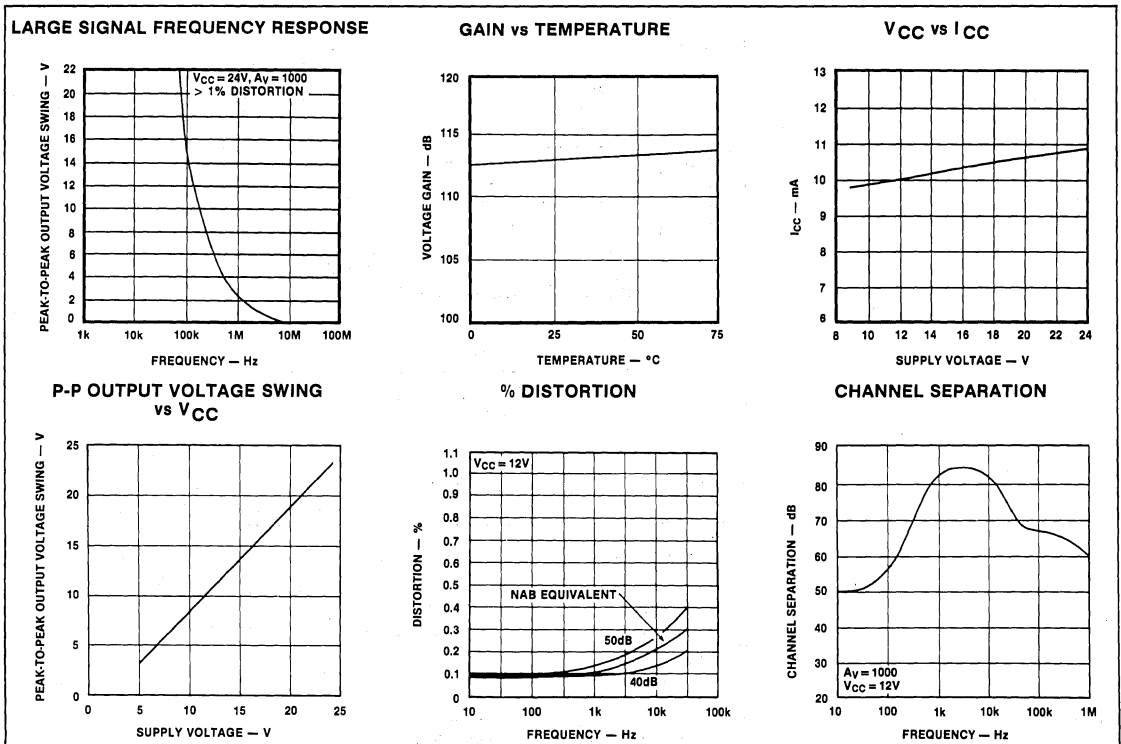 LARGE SIGNAL FREQUENCY RESPONSE
PEAK-TO-PEAK OUTPUT VOLTAGE SWING — V
22
20
18
16
14
12
10
8
6
4
2
0
VCC = 24V, AV = 1000
> 1% DISTORTION
1k 10k 100k 1M 10M 100M
FREQUENCY — Hz
GAIN vs TEMPERATURE
VOLTAGE GAIN — dB
120
115
110
105
100
0 25 50 75
TEMPERATURE — °C
VCC vs ICC
ICC — mA
13
12
11
10
9
8
7
6
8 10 12 14 16 18 20 22 24
SUPPLY VOLTAGE — V
P-P OUTPUT VOLTAGE SWING
vs VCC
PEAK-TO-PEAK OUTPUT VOLTAGE SWING — V
25
20
15
10
5
0
0 5 10 15 20 25
SUPPLY VOLTAGE — V
% DISTORTION
DISTORTION — %
1.1
1.0
0.9
0.8
0.7
0.6
0.5
0.4
0.3
0.2
0.1
0
VCC = 12V
NAB EQUIVALENT
50dB
40dB
10 100 1k 10k 100k
FREQUENCY — Hz
CHANNEL SEPARATION
CHANNEL SEPARATION — dB
90
80
70
60
50
40
30
20
AV = 1000
VCC = 12V
10 100 1k 10k 100k 1M
FREQUENCY — Hz